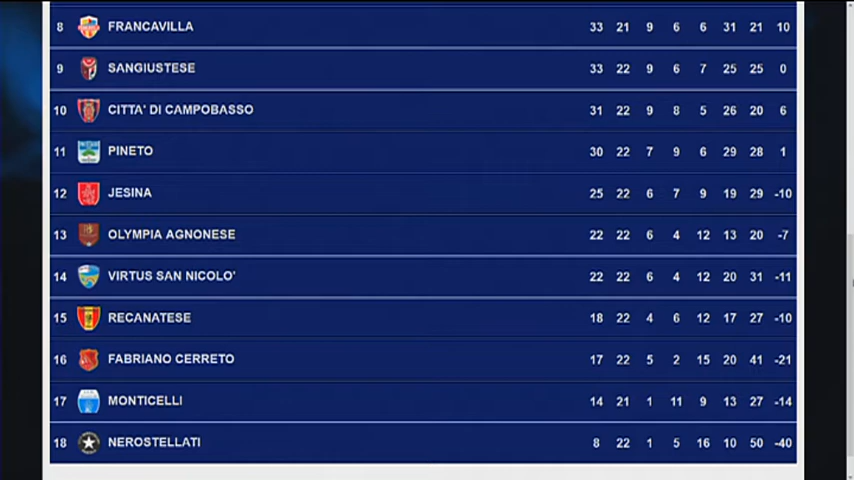 8 FRANCAVILLA 33 21 9 6 6 31 21 10
9 SANGIUSTESE 33 22 9 6 7 25 25 0
10 CITTA' DI CAMPOBASSO 31 22 9 8 5 26 20 6
11 PINETO 30 22 7 9 6 29 28 1
12 JESINA 25 22 6 7 9 19 29 -10
13 OLYMPIA AGNONESE 22 22 6 4 12 13 20 -7
14 VIRTUS SAN NICOLO' 22 22 6 4 12 20 31 -11
15 RECANATESE 18 22 4 6 12 17 27 -10
16 FABRIANO CERRETO 17 22 5 2 15 20 41 -21
17 MONTICELLI 14 21 1 11 9 13 27 -14
18 NEROSTELLATI 8 22 1 5 16 10 50 -40